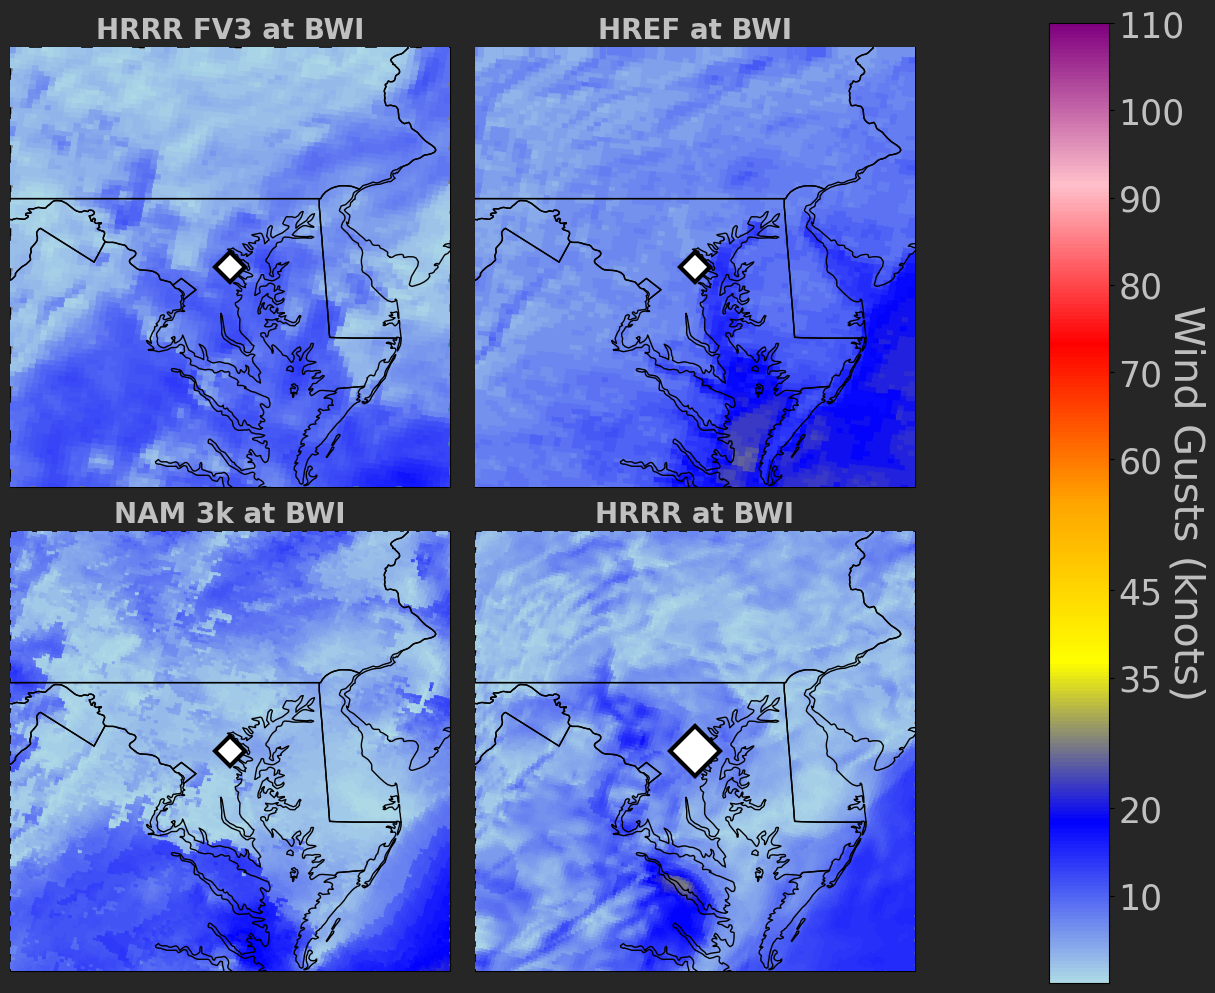 HRRR FV3 at BWI
HREF at BWI
NAM 3k at BWI
HRRR at BWI
110
100
90
80
70
60
45
35
20
10
Wind Gusts (knots)